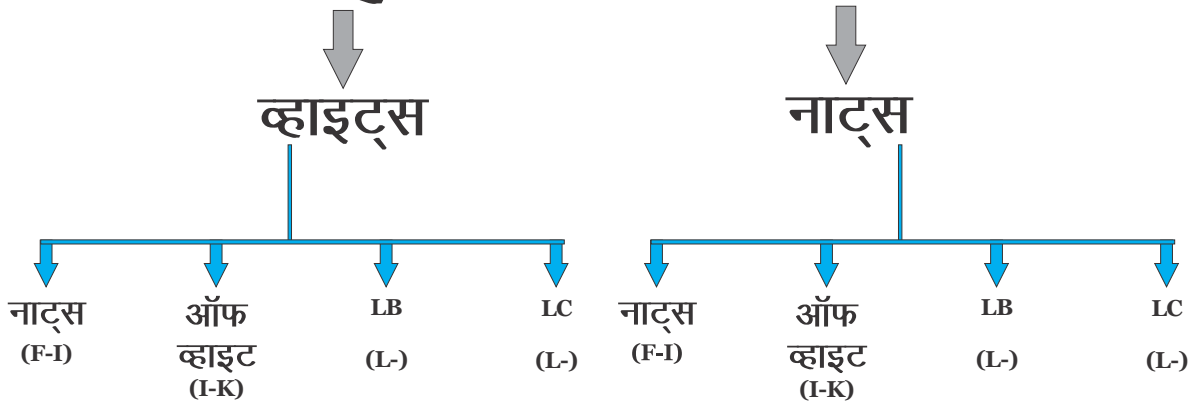 व्हाइट्स
नाट्स
नाट्स
(F-I)
ऑफ
व्हाइट
(I-K)
LB
(L-)
LC
(L-)
नाट्स
(F-I)
ऑफ
व्हाइट
(I-K)
LB
(L-)
LC
(L-)